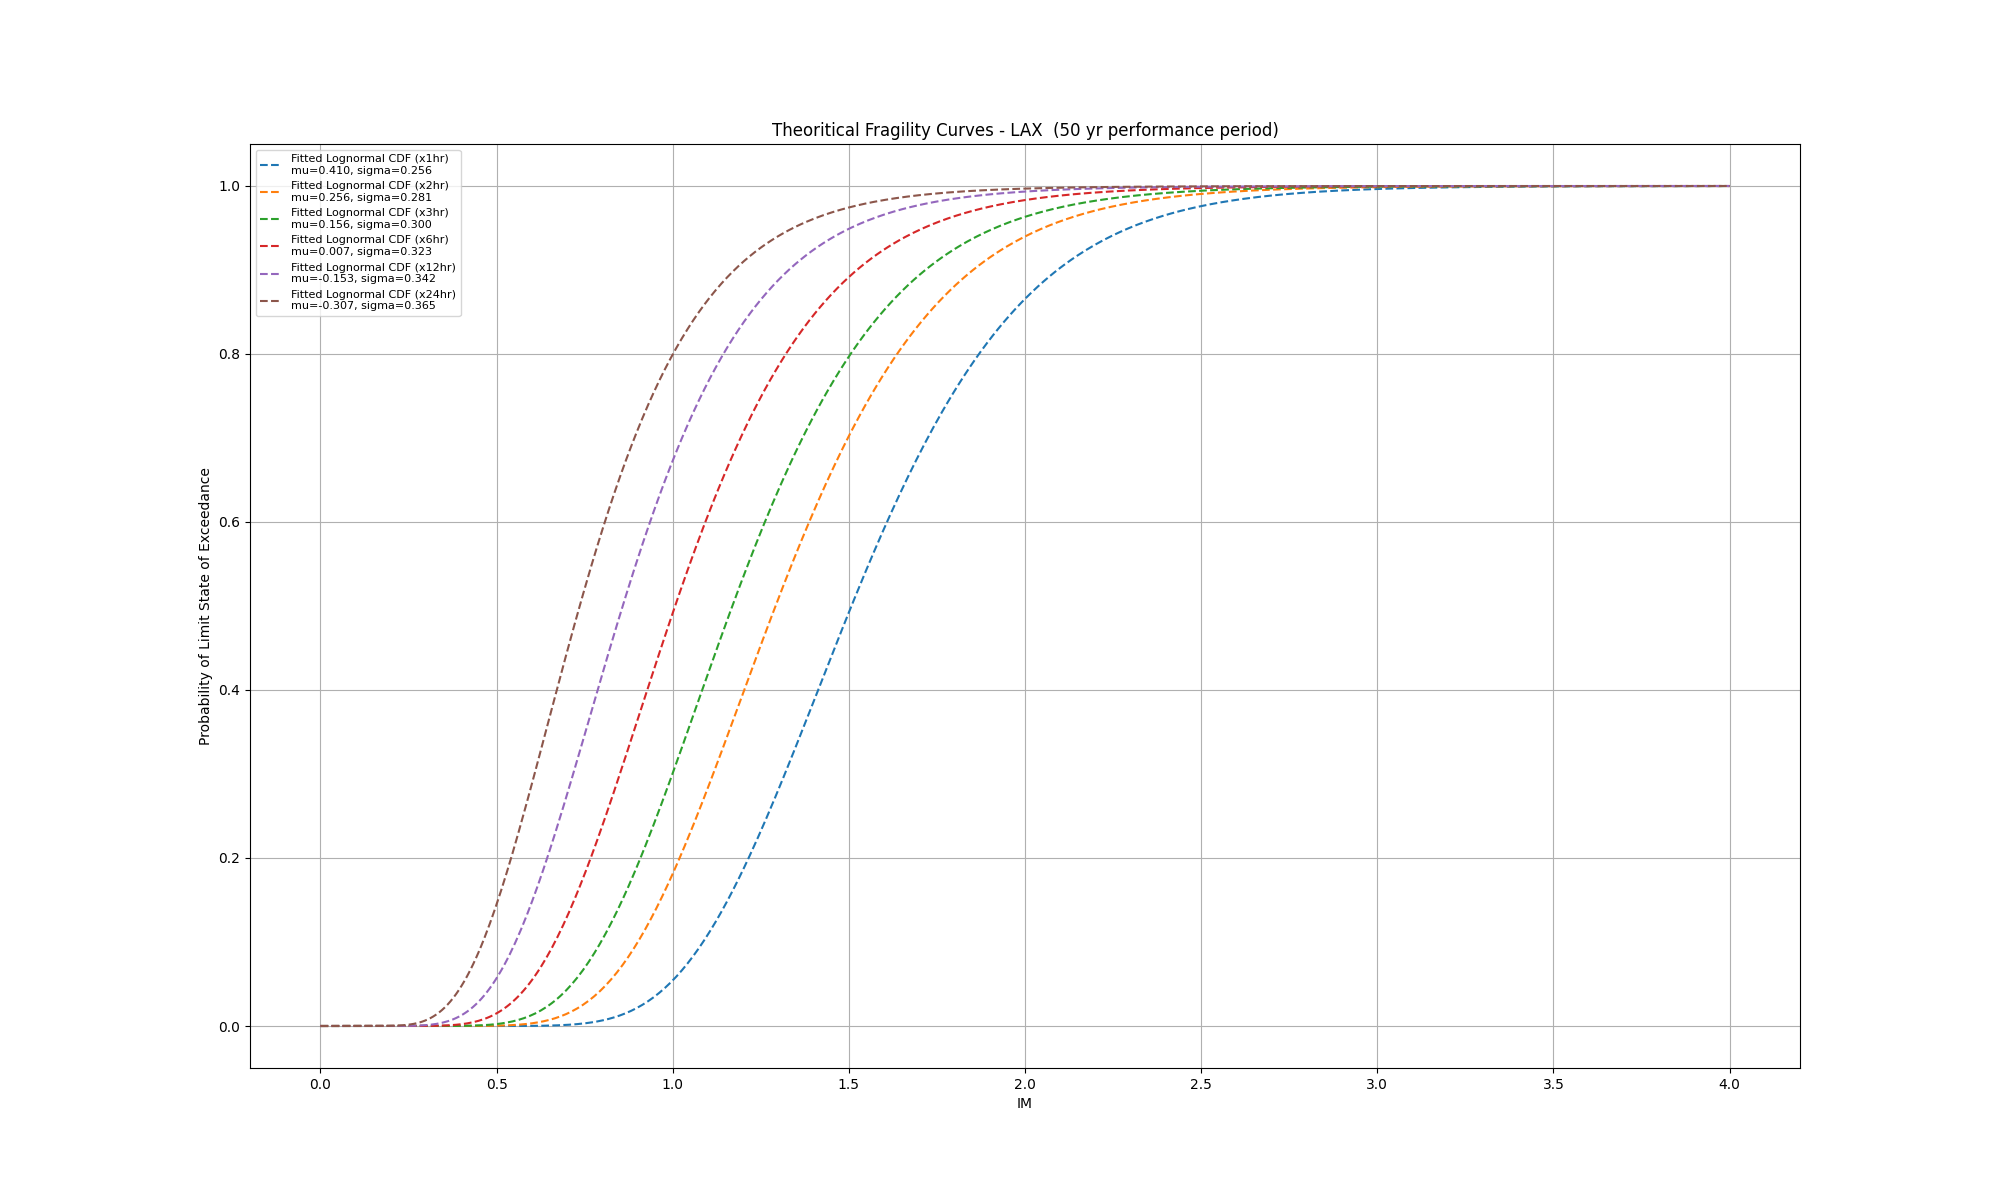 Theoritical Fragility Curves - LAX  (50 yr performance period)
Fitted Lognormal CDF (x1hr)
mu=0.410, sigma=0.256
Fitted Lognormal CDF (x2hr)
mu=0.256, sigma=0.281
Fitted Lognormal CDF (x3hr)
mu=0.156, sigma=0.300
Fitted Lognormal CDF (x6hr)
mu=0.007, sigma=0.323
Fitted Lognormal CDF (x12hr)
mu=-0.153, sigma=0.342
Fitted Lognormal CDF (x24hr)
mu=-0.307, sigma=0.365
Probability of Limit State of Exceedance
1.0
0.8
0.6
0.4
0.2
0.0
0.0 0.5 1.0 1.5 2.0 2.5 3.0 3.5 4.0
IM